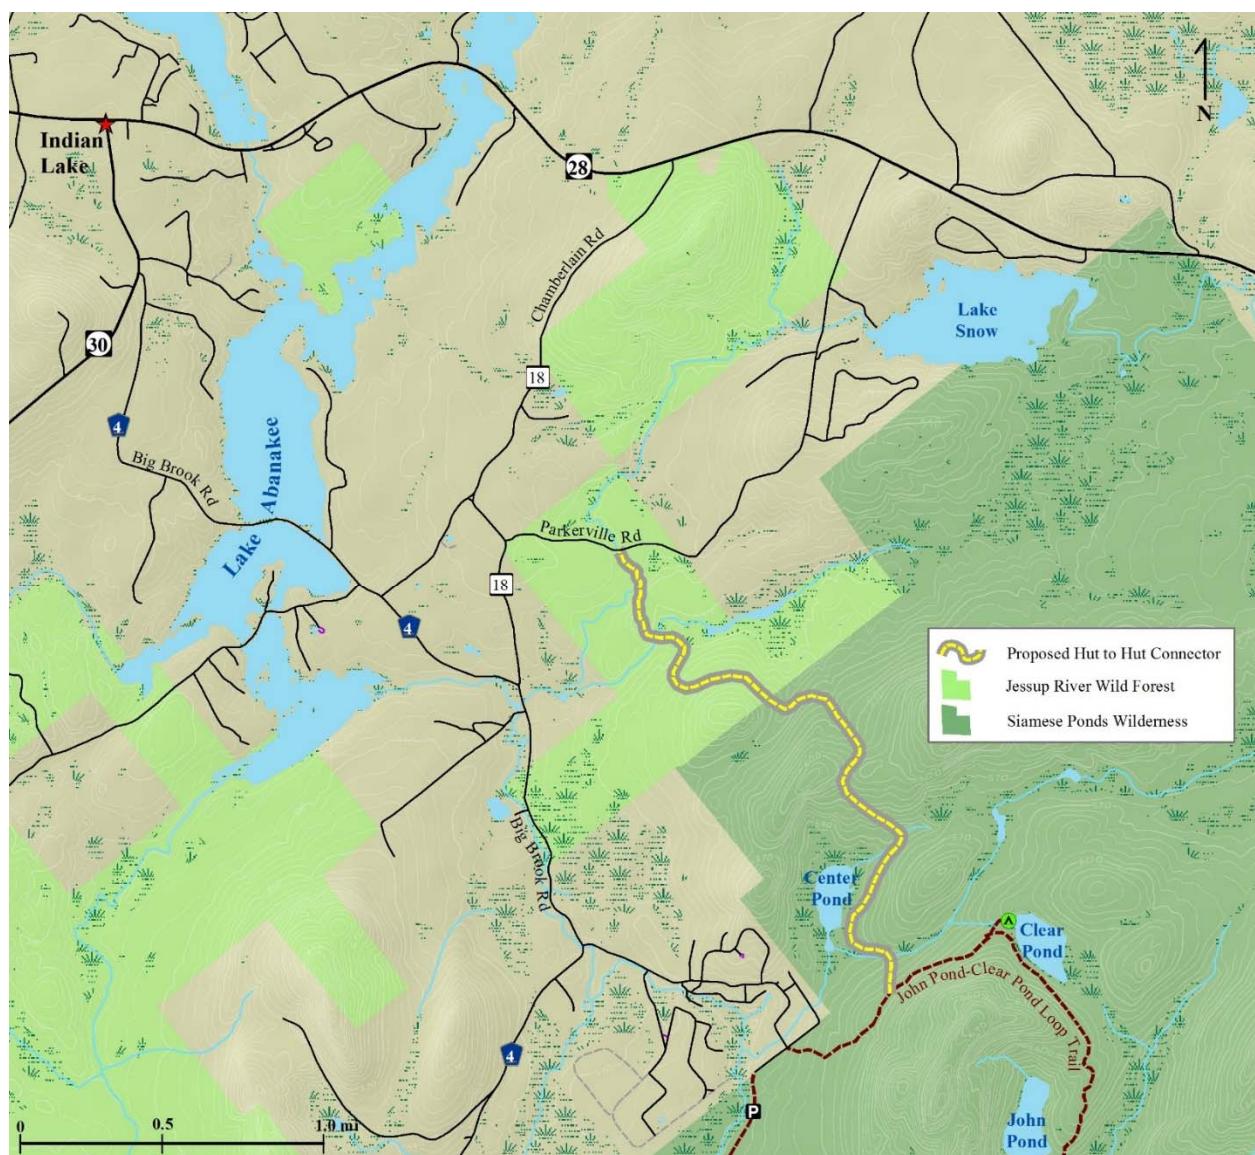 N
Indian
Lake
28
Chamberlain Rd
Lake
Snow
30
18
4
Big Brook Rd
Lake Abanakee
Parkerville Rd
18
4
Proposed Hut to Hut Connector
Jessup River Wild Forest
Siamese Ponds Wilderness
Big Brook Rd
Center
Pond
Clear
Pond
John Pond-Clear Pond Loop Trail
4
P
John
Pond
0 0.5 1.0 mi